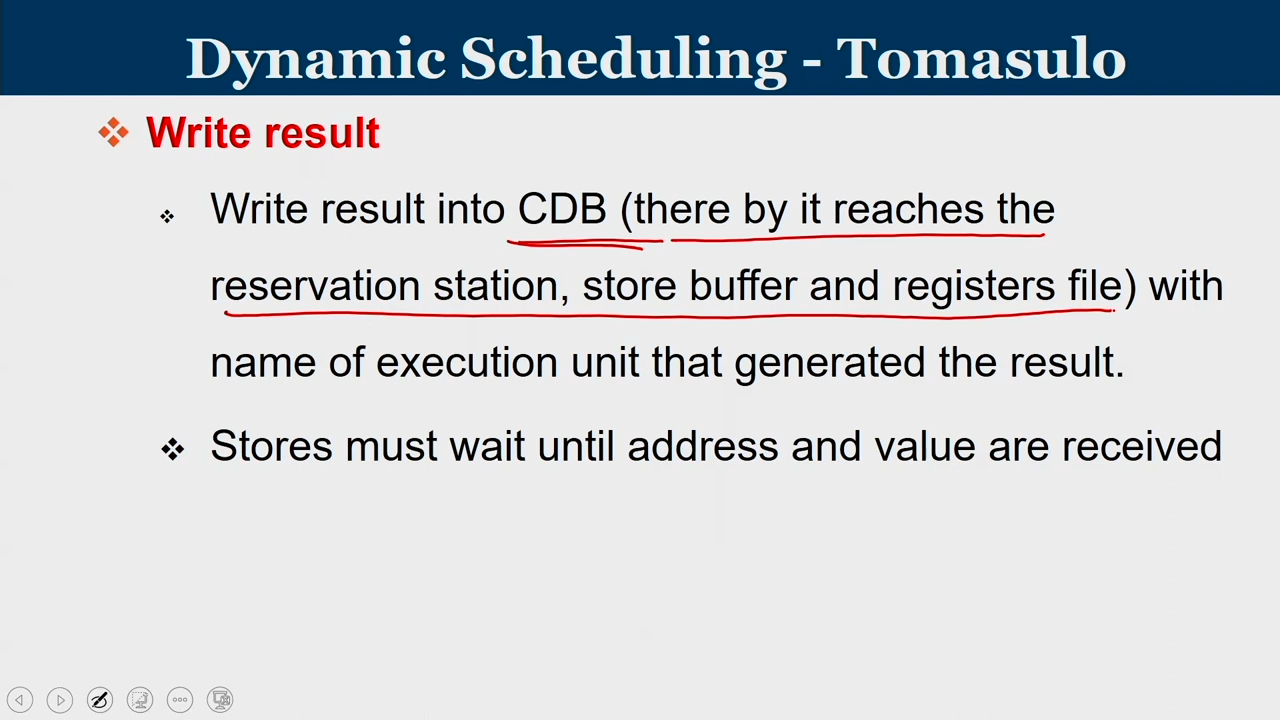 Dynamic Scheduling - Tomasulo
Write result
Write result into CDB (there by it reaches the
reservation station, store buffer and registers file) with
name of execution unit that generated the result.
Stores must wait until address and value are received